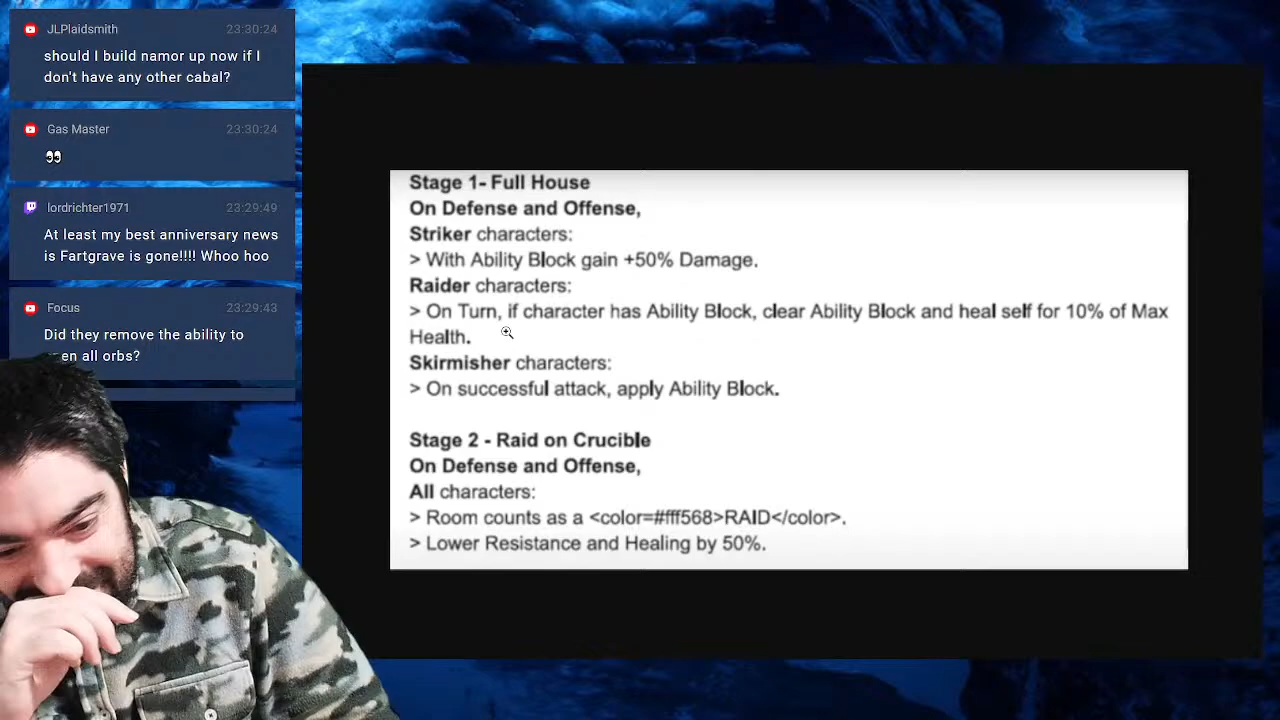 JLPlaidsmith 23:30:24
should I build namor up now if I
don't have any other cabal?
Gas Master 23:30:24
👀
lordrichter1971 23:29:49
At least my best anniversary news
is Fartgrave is gone!!!! Whoo hoo
Focus 23:29:43
Did they remove the ability to
all orbs?
Stage 1- Full House
On Defense and Offense,
Striker characters:
> With Ability Block gain +50% Damage.
Raider characters:
> On Turn, if character has Ability Block, clear Ability Block and heal self for 10% of Max
Health.
Skirmisher characters:
> On successful attack, apply Ability Block.
Stage 2 - Raid on Crucible
On Defense and Offense,
All characters:
> Room counts as a <color=#fff568>RAID</color>.
> Lower Resistance and Healing by 50%.